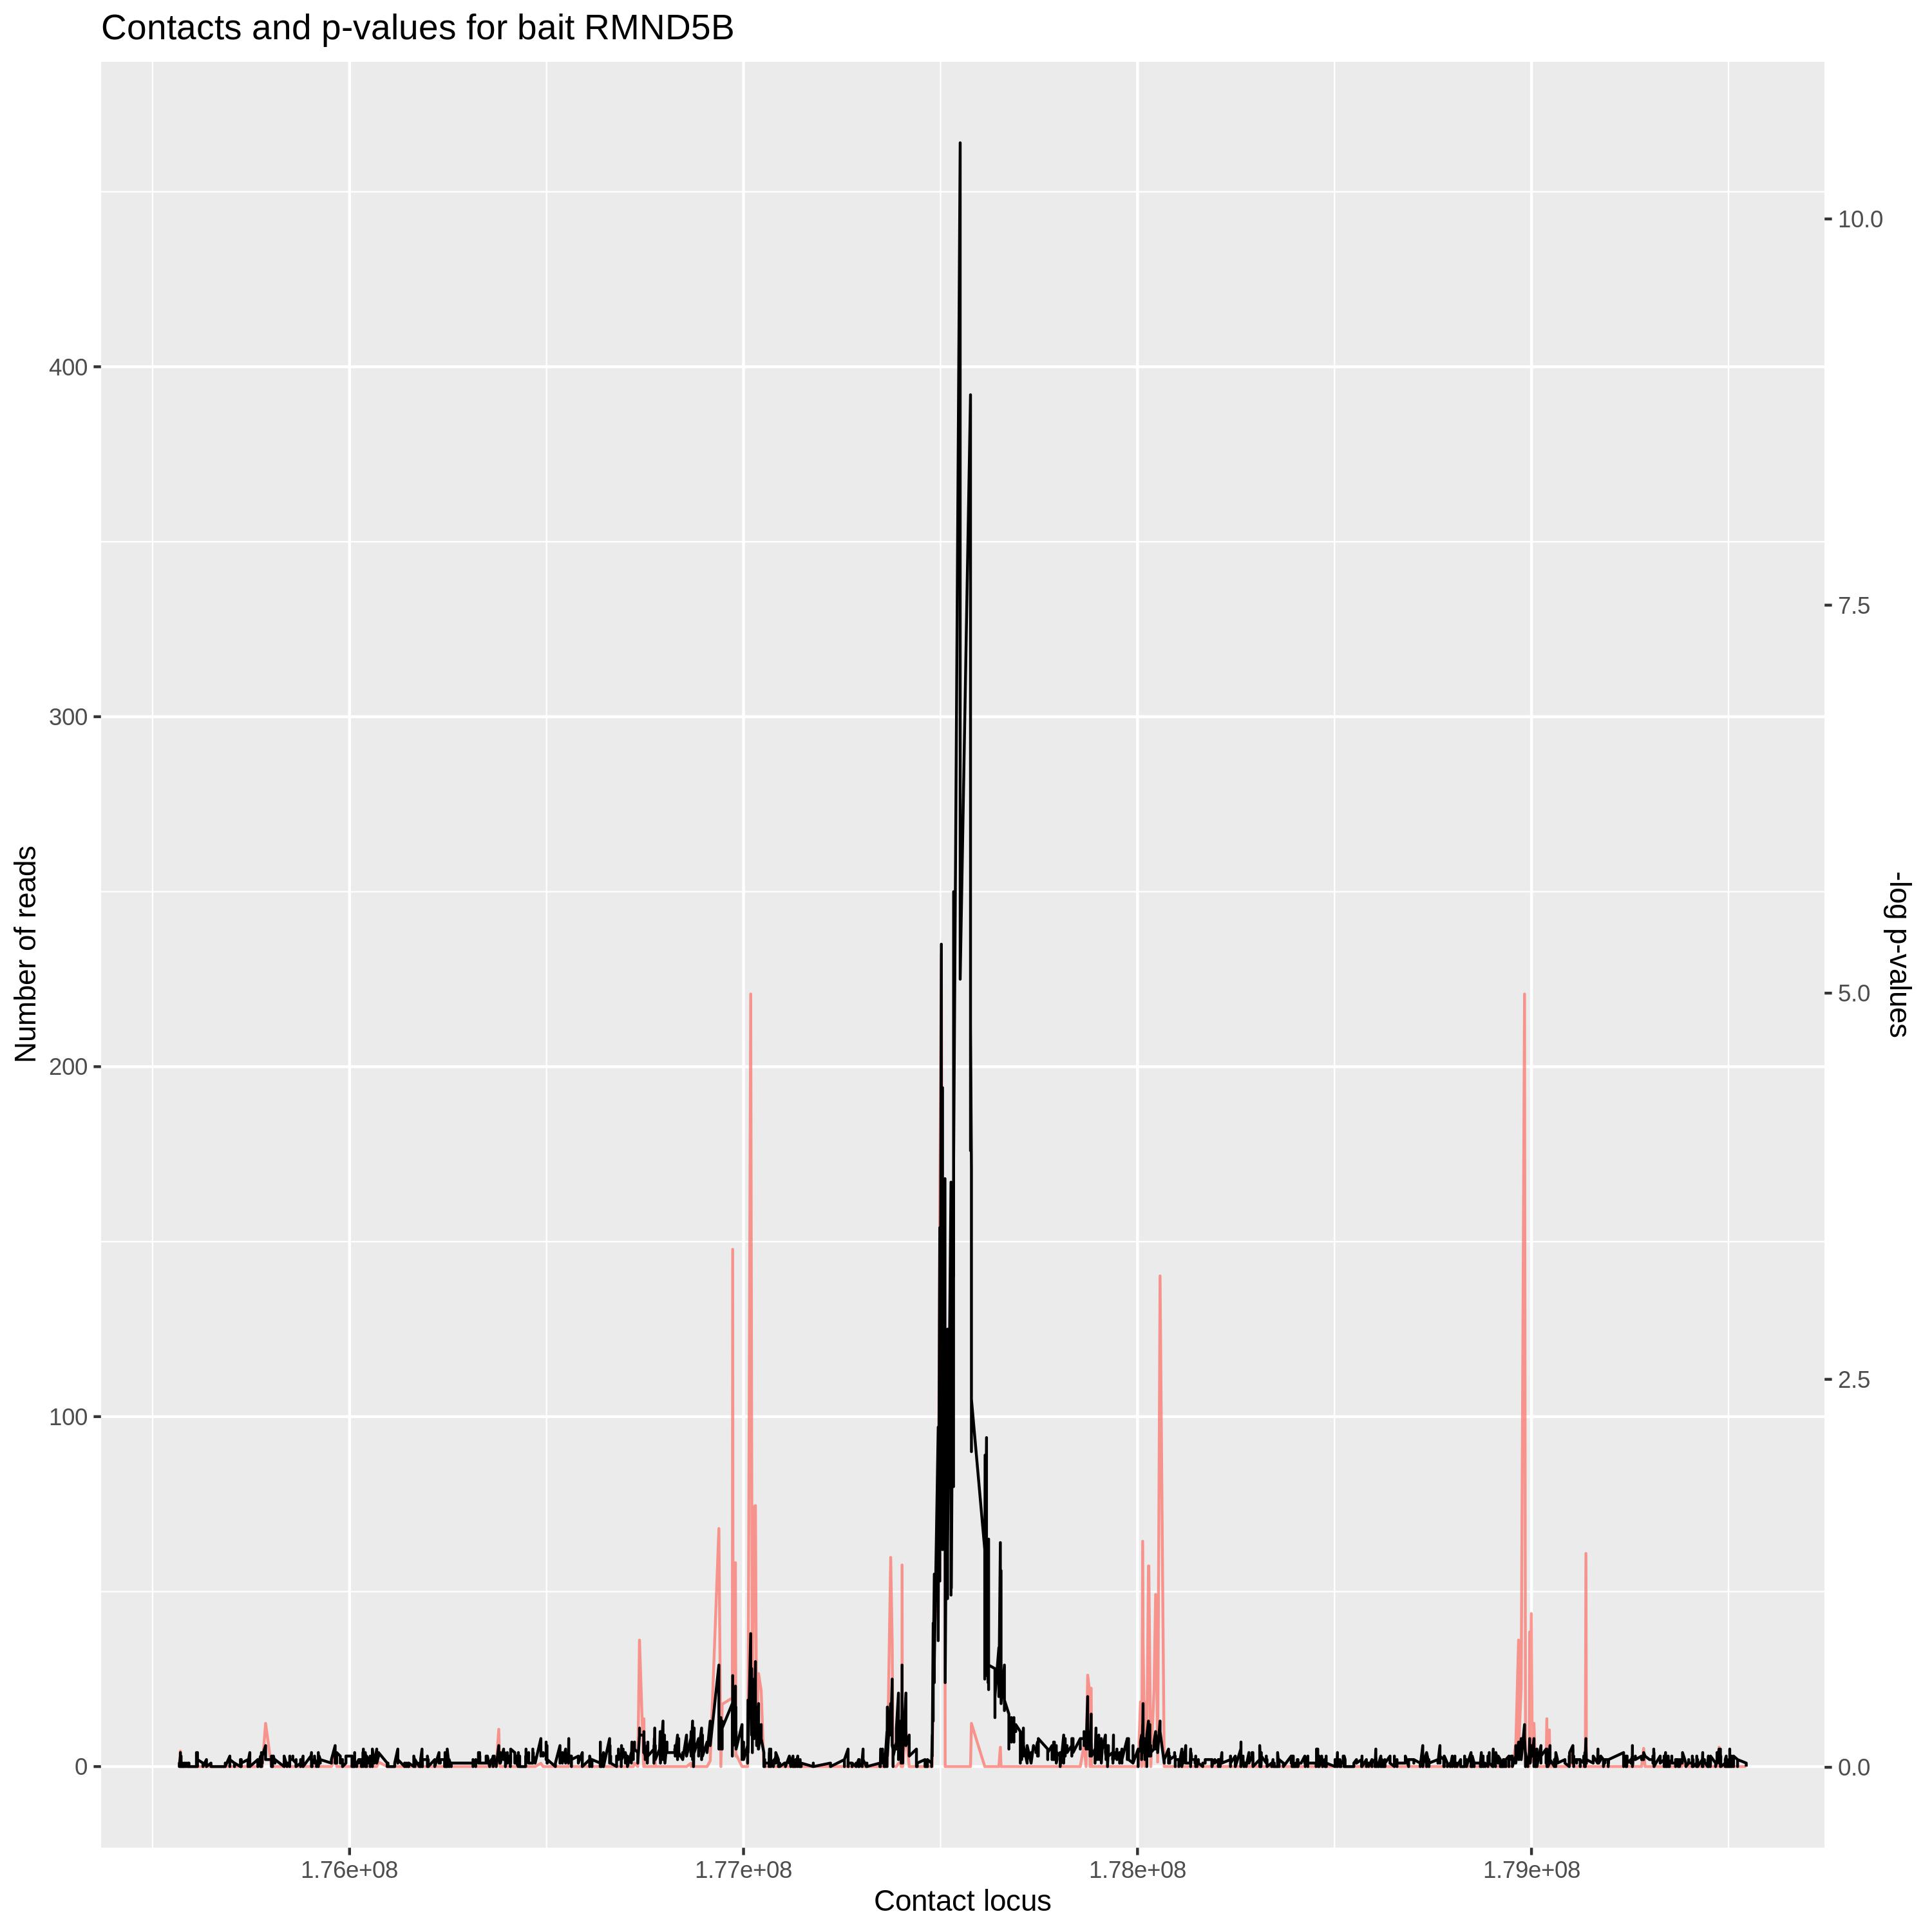 Contacts and p-values for bait RMND5B
400
300
200
100
0
Number of reads
10.0
7.5
5.0
2.5
0.0
-log p-values
1.76e+08
1.77e+08
1.78e+08
1.79e+08
Contact locus